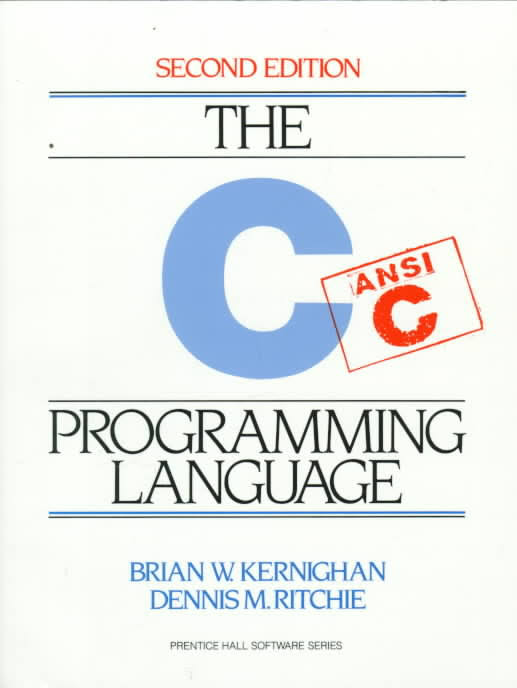 SECOND EDITION
THE
C
ANSI
C
PROGRAMMING
LANGUAGE
BRIAN W. KERNIGHAN
DENNIS M. RITCHIE
PRENTICE HALL SOFTWARE SERIES